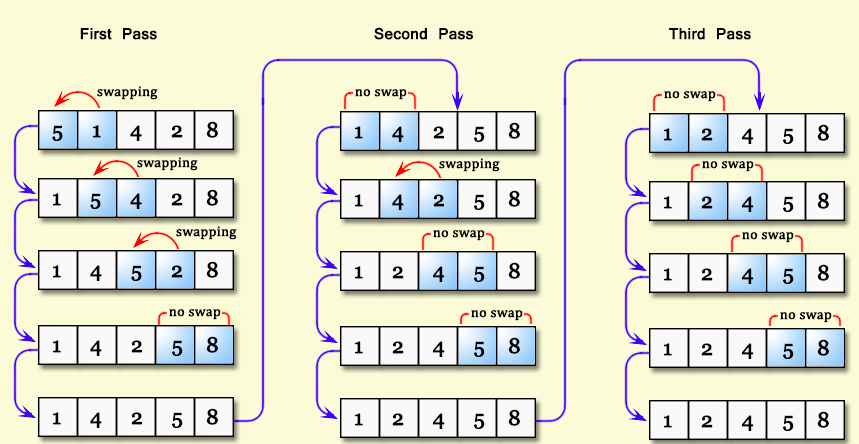 First Pass
swapping
5 1 4 2 8
swapping
1 5 4 2 8
swapping
1 4 5 2 8
no swap
1 4 2 5 8
1 4 2 5 8
Second Pass
no swap
1 4 2 5 8
swapping
1 4 2 5 8
no swap
1 2 4 5 8
no swap
1 2 4 5 8
1 2 4 5 8
Third Pass
no swap
1 2 4 5 8
no swap
1 2 4 5 8
no swap
1 2 4 5 8
no swap
1 2 4 5 8
1 2 4 5 8